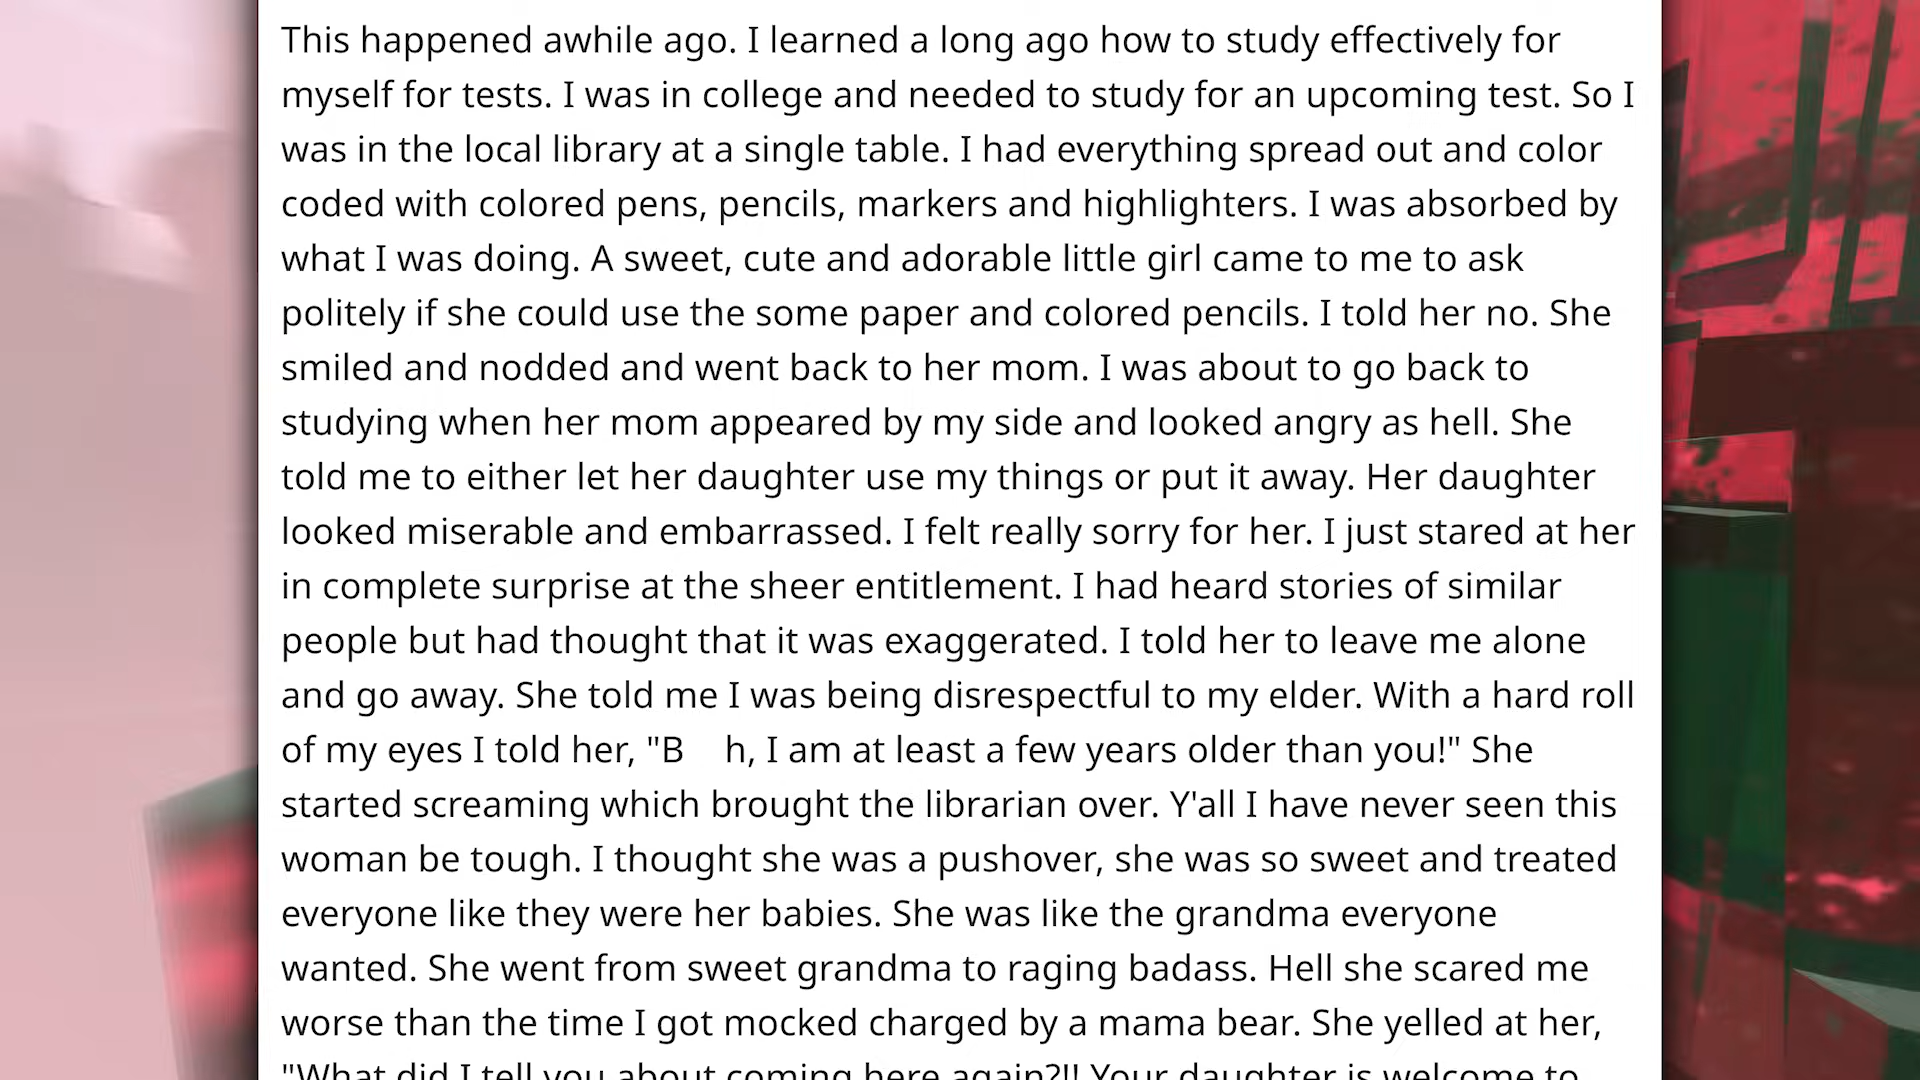 This happened awhile ago. I learned a long ago how to study effectively for
myself for tests. I was in college and needed to study for an upcoming test. So I
was in the local library at a single table. I had everything spread out and color
coded with colored pens, pencils, markers and highlighters. I was absorbed by
what I was doing. A sweet, cute and adorable little girl came to me to ask
politely if she could use the some paper and colored pencils. I told her no. She
smiled and nodded and went back to her mom. I was about to go back to
studying when her mom appeared by my side and looked angry as hell. She
told me to either let her daughter use my things or put it away. Her daughter
looked miserable and embarrassed. I felt really sorry for her. I just stared at her
in complete surprise at the sheer entitlement. I had heard stories of similar
people but had thought that it was exaggerated. I told her to leave me alone
and go away. She told me I was being disrespectful to my elder. With a hard roll
of my eyes I told her, "B    h, I am at least a few years older than you!" She
started screaming which brought the librarian over. Y'all I have never seen this
woman be tough. I thought she was a pushover, she was so sweet and treated
everyone like they were her babies. She was like the grandma everyone
wanted. She went from sweet grandma to raging badass. Hell she scared me
worse than the time I got mocked charged by a mama bear. She yelled at her,
"What did I tell you about coming here again?!! Your daughter is welcome to